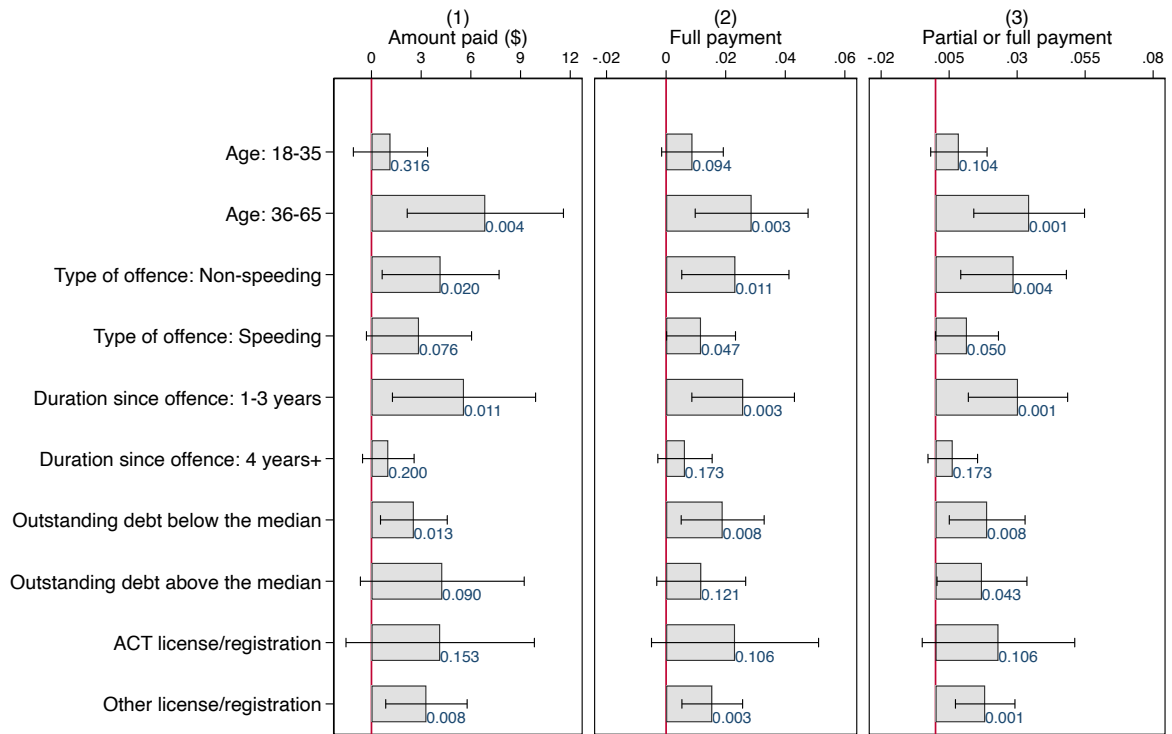 (1)
Amount paid ($)
0 3 6 9 12
(2)
Full payment
-.02 0 .02 .04 .06
(3)
Partial or full payment
-.02 .005 .03 .055 .08
Age: 18-35 0.316 0.094 0.104
Age: 36-65 0.004 0.003 0.001
Type of offence: Non-speeding 0.020 0.011 0.004
Type of offence: Speeding 0.076 0.047 0.050
Duration since offence: 1-3 years 0.011 0.003 0.001
Duration since offence: 4 years+ 0.200 0.173 0.173
Outstanding debt below the median 0.013 0.008 0.008
Outstanding debt above the median 0.090 0.121 0.043
ACT license/registration 0.153 0.106 0.106
Other license/registration 0.008 0.003 0.001